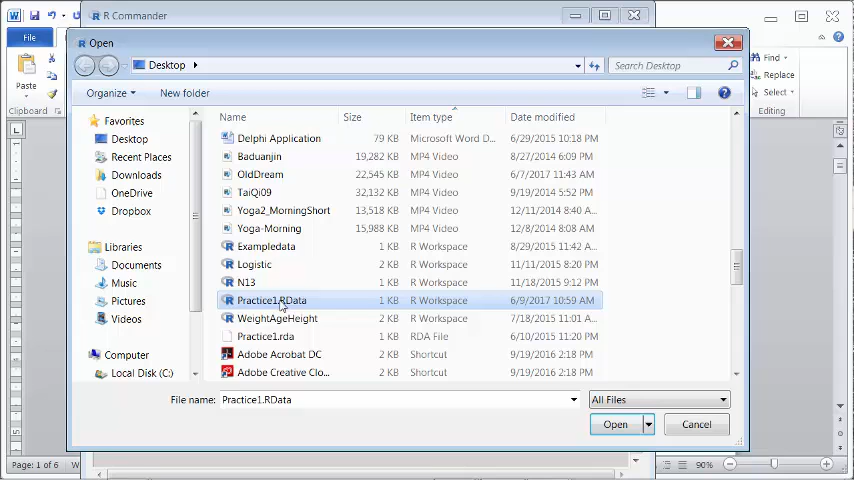 R Commander
File
Paste
Clipboard
Find
Replace
Select
Editing
Open
Desktop
Search Desktop
Organize
New folder
Name
Size
Item type
Date modified
Favorites
Desktop
Recent Places
Downloads
OneDrive
Dropbox
Libraries
Documents
Music
Pictures
Videos
Computer
Local Disk (C:)
Delphi Application 79 KB Microsoft Word D... 6/29/2015 10:18 PM
Baduanjin 19,282 KB MP4 Video 8/27/2014 6:09 PM
OldDream 22,545 KB MP4 Video 6/7/2017 11:43 AM
TaiQi09 32,132 KB MP4 Video 9/19/2014 5:52 PM
Yoga2_MorningShort 13,518 KB MP4 Video 12/11/2014 8:40 A...
Yoga-Morning 15,988 KB MP4 Video 12/8/2014 8:08 AM
Exampledata 1 KB R Workspace 8/29/2015 11:42 A...
Logistic 2 KB R Workspace 11/11/2015 8:20 PM
N13 1 KB R Workspace 11/18/2015 9:12 PM
Practice1.RData 1 KB R Workspace 6/9/2017 10:59 AM
WeightAgeHeight 2 KB R Workspace 7/18/2015 11:01 A...
Practice1.rda 1 KB RDA File 6/10/2015 11:20 PM
Adobe Acrobat DC 2 KB Shortcut 9/19/2016 2:18 PM
Adobe Creative Clo... 2 KB Shortcut 9/19/2016 2:18 PM
File name: Practice1.RData All Files
Open Cancel
Page: 1 of 6 W
90%